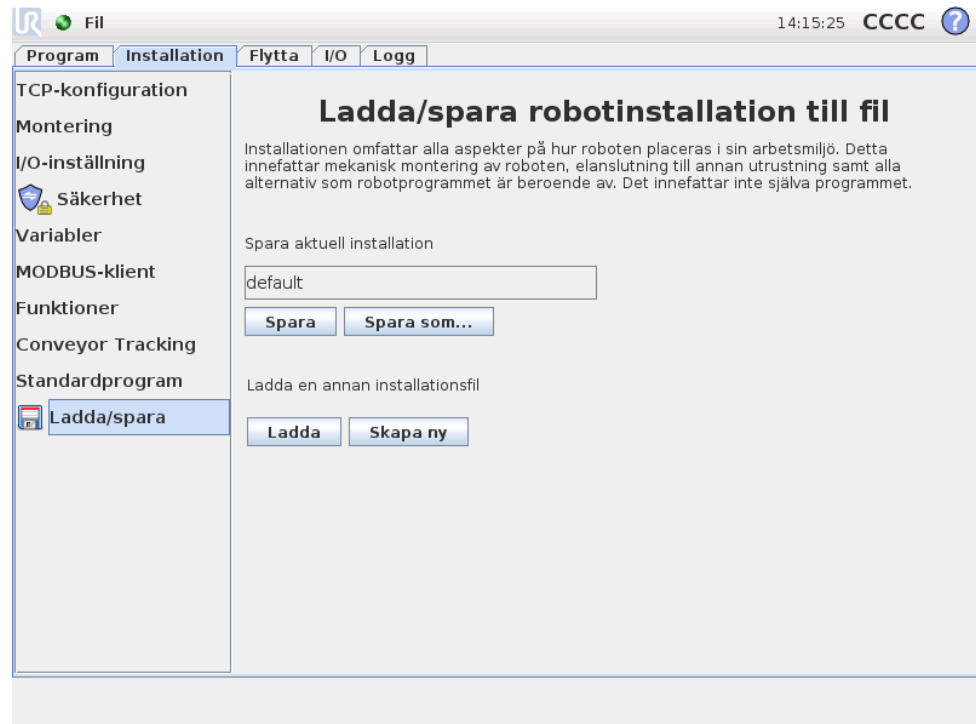 UR
Fil
14:15:25 CCCC ?
Program Installation Flytta I/O Logg
TCP-konfiguration
Montering
I/O-inställning
Säkerhet
Variabler
MODBUS-klient
Funktioner
Conveyor Tracking
Standardprogram
Ladda/spara
Ladda/spara robotinstallation till fil
Installationen omfattar alla aspekter på hur roboten placeras i sin arbetsmiljö. Detta
innefattar mekanisk montering av roboten, elanslutning till annan utrustning samt alla
alternativ som robotprogrammet är beroende av. Det innefattar inte själva programmet.
Spara aktuell installation
default
Spara Spara som...
Ladda en annan installationsfil
Ladda Skapa ny